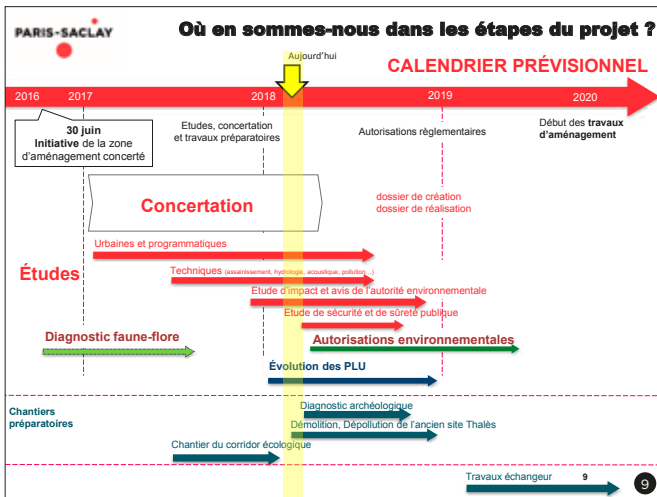 PARIS-SACLAY
Où en sommes-nous dans les étapes du projet ?
Aujourd'hui
CALENDRIER PRÉVISIONNEL
2016 2017 2018 2019 2020
30 juin
Initiative de la zone
d'aménagement concerté
Etudes, concertation
et travaux préparatoires
Autorisations règlementaires
Début des travaux
d'aménagement
Concertation
dossier de création
dossier de réalisation
Études
Urbaines et programmatiques
Techniques (assainissement, hydrologie, acoustique, pollution...)
Etude d'impact et avis de l'autorité environnementale
Etude de sécurité et de sûreté publique
Diagnostic faune-flore
Autorisations environnementales
Évolution des PLU
Chantiers
préparatoires
Diagnostic archéologique
Démolition, Dépollution de l'ancien site Thalès
Chantier du corridor écologique
Travaux échangeur
9
9